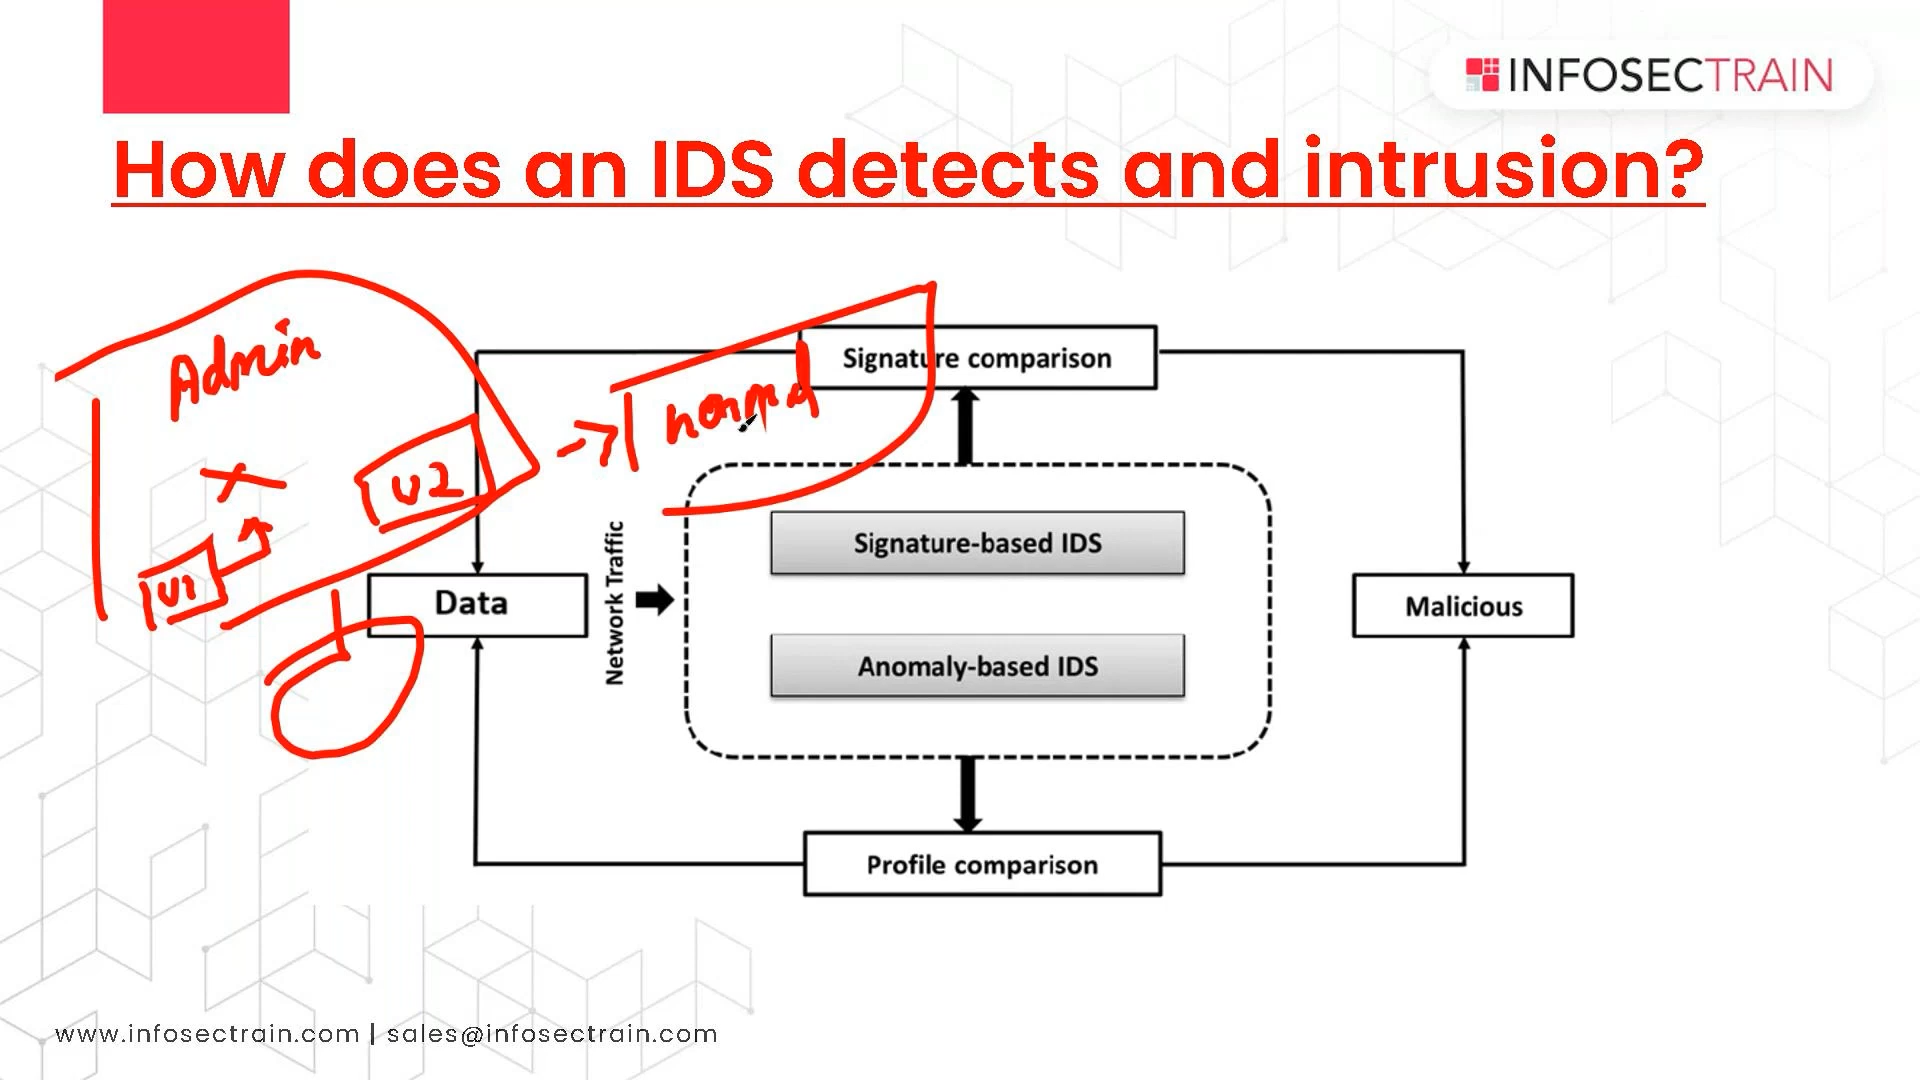 INFOSECTRAIN
How does an IDS detects and intrusion?
Admin
Signature comparison
normal
U2
Signature-based IDS
U1
Data
Network Traffic
Malicious
Anomaly-based IDS
Profile comparison
www.infosectrain.com | sales@infosectrain.com